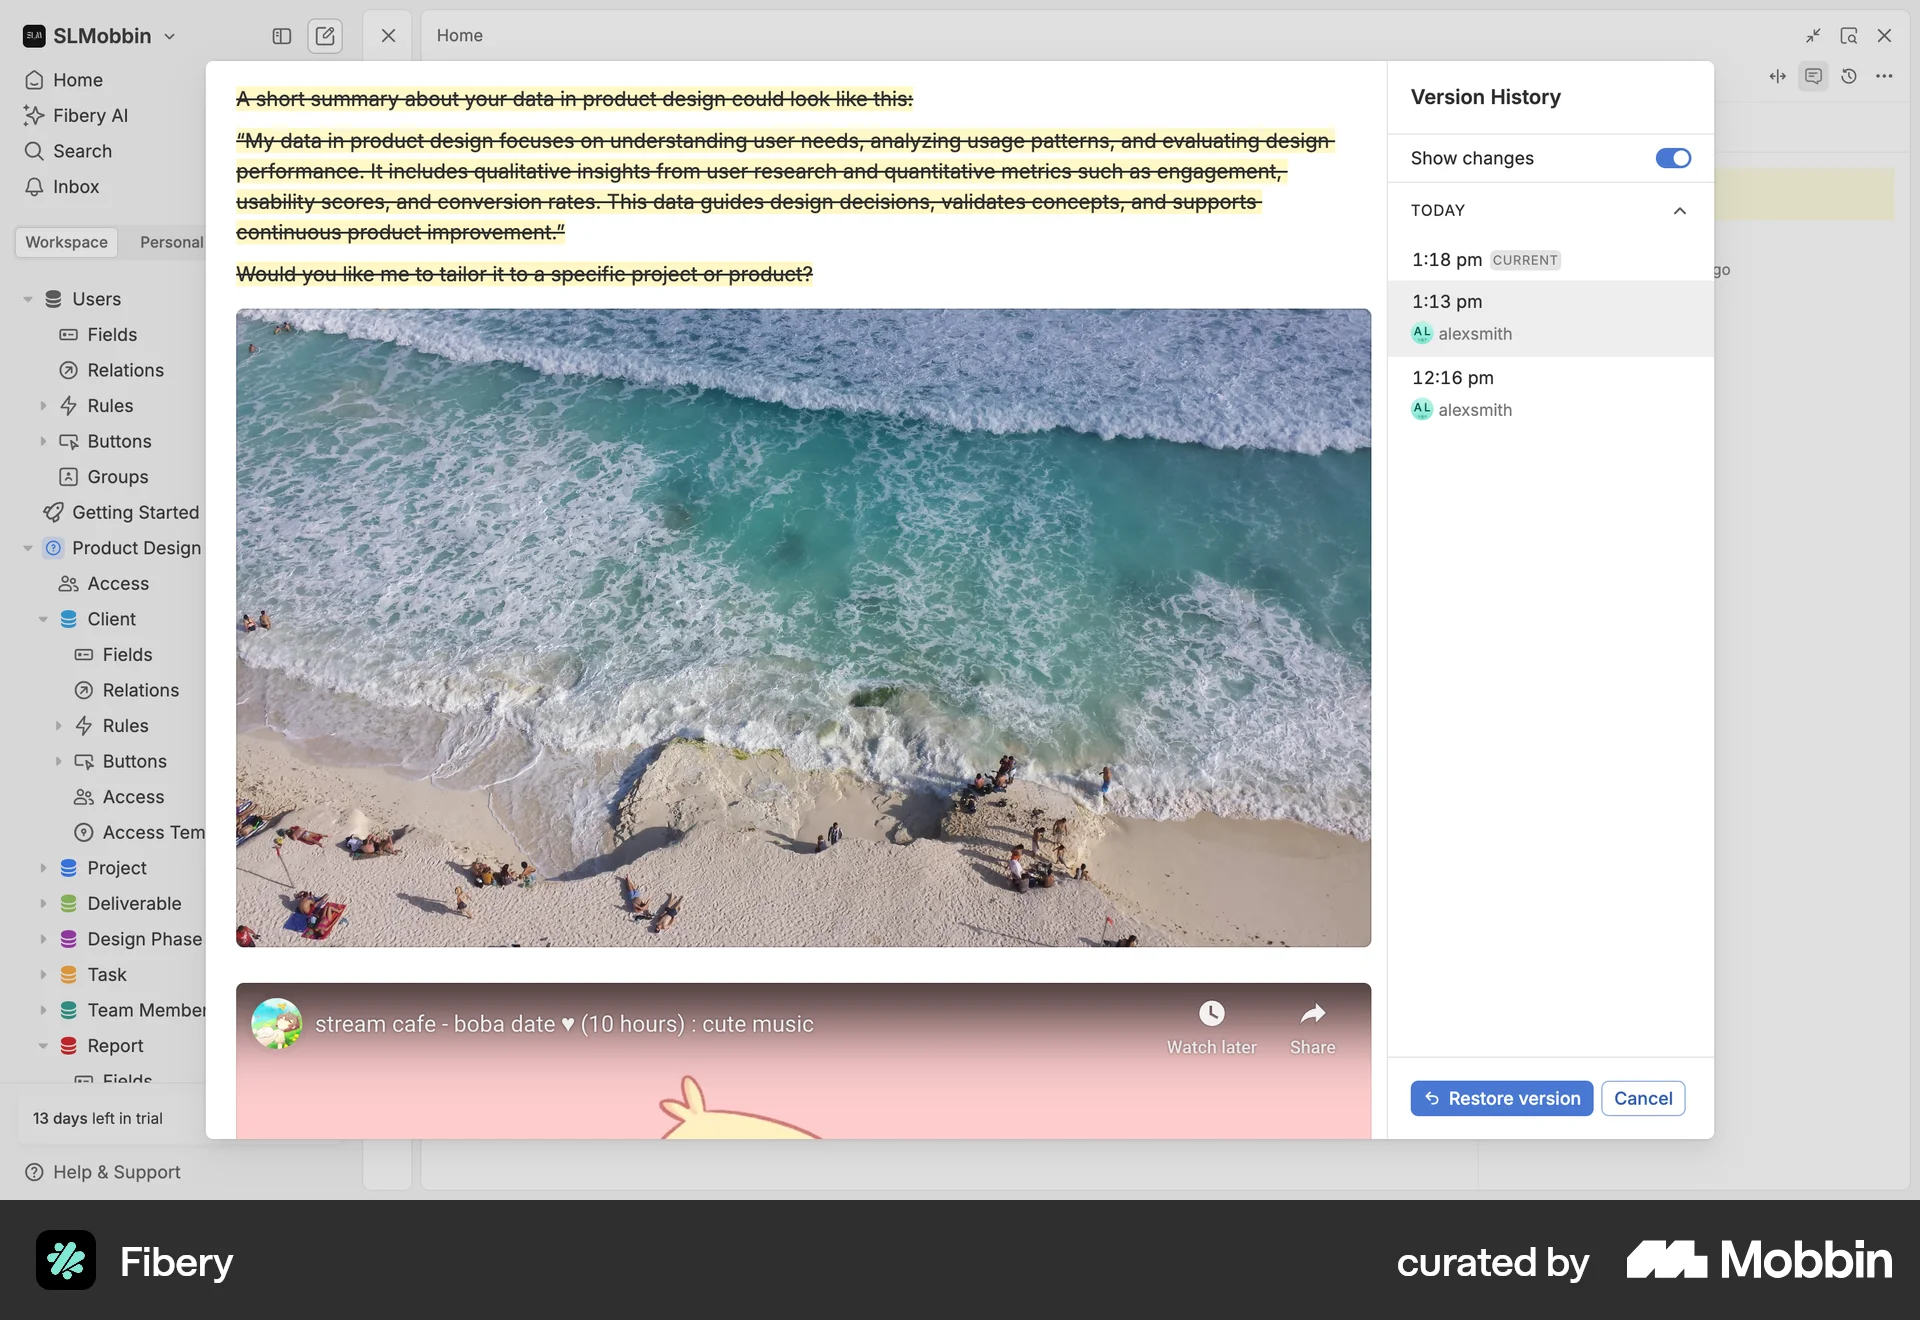 SLMobbin
Home
Fibery AI
Search
Inbox
Workspace
Personal
Users
Fields
Relations
Rules
Buttons
Groups
Getting Started
Product Design
Access
Client
Fields
Relations
Rules
Buttons
Access
Access Tem
Project
Deliverable
Design Phase
Task
Team Member
Report
Fields
13 days left in trial
Help & Support
Home
A short summary about your data in product design could look like this:
“My data in product design focuses on understanding user needs, analyzing usage patterns, and evaluating design
performance. It includes qualitative insights from user research and quantitative metrics such as engagement,
usability scores, and conversion rates. This data guides design decisions, validates concepts, and supports
continuous product improvement.”
Would you like me to tailor it to a specific project or product?
stream cafe - boba date ♥ (10 hours) : cute music
Watch later
Share
Version History
Show changes
TODAY
1:18 pm CURRENT
1:13 pm
AL alexsmith
12:16 pm
AL alexsmith
Restore version
Cancel
go
Fibery
curated by Mobbin